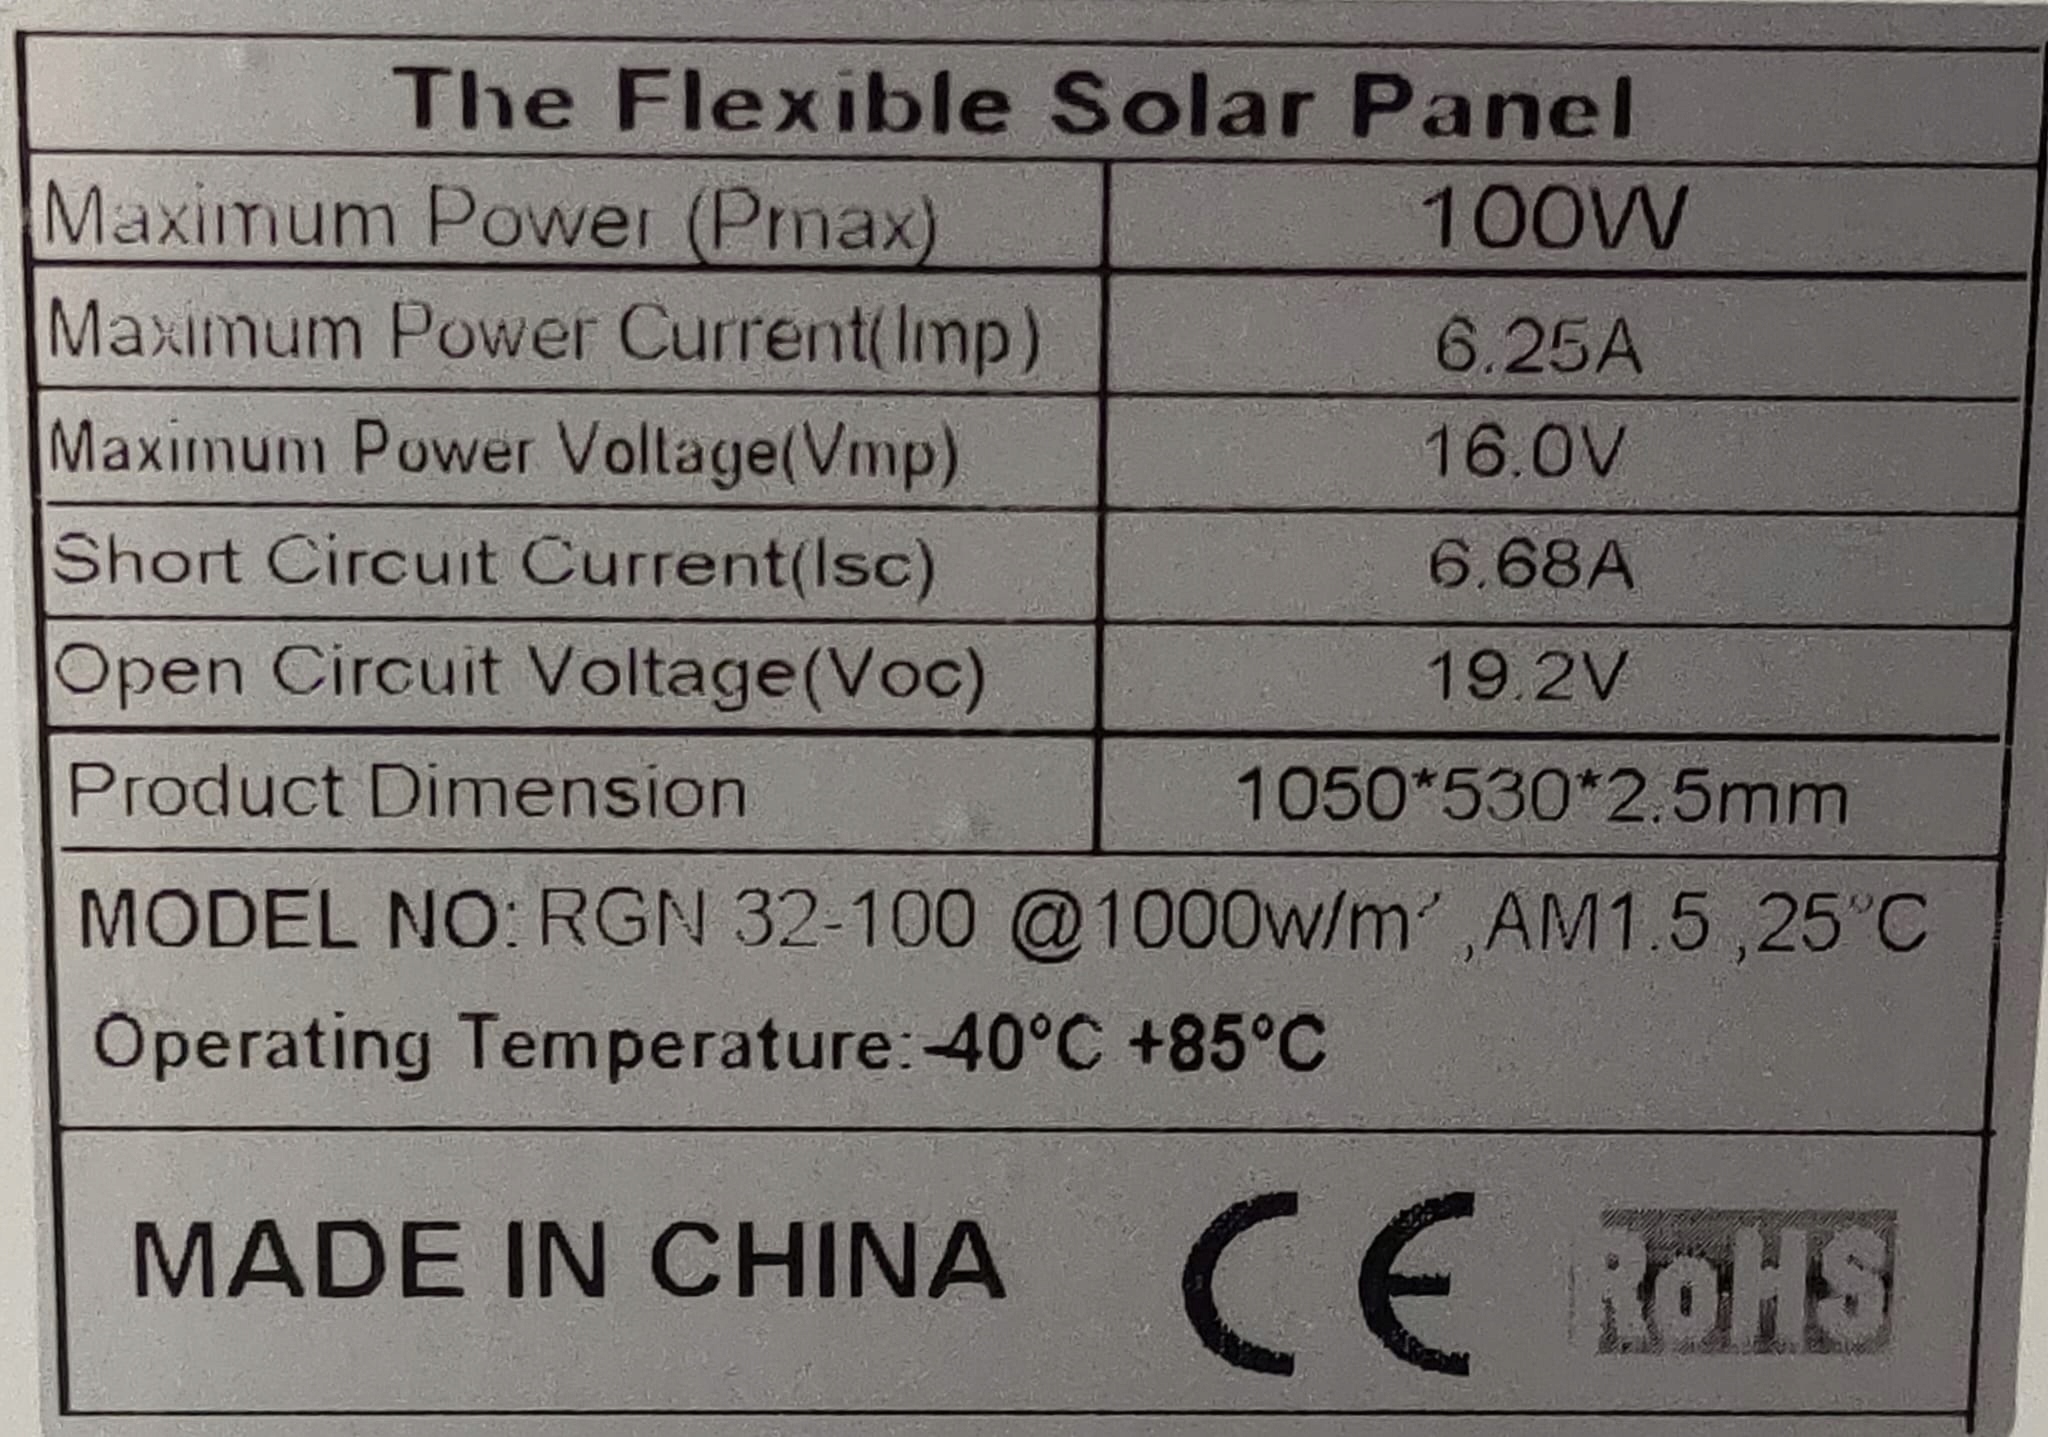 The Flexible Solar Panel
Maximum Power (Pmax) 100W
Maximum Power Current(Imp) 6.25A
Maximum Power Voltage(Vmp) 16.0V
Short Circuit Current(Isc) 6.68A
Open Circuit Voltage(Voc) 19.2V
Product Dimension 1050*530*2.5mm
MODEL NO: RGN 32-100 @1000w/m² ,AM1.5 ,25°C
Operating Temperature:-40°C +85°C
MADE IN CHINA CE RoHS